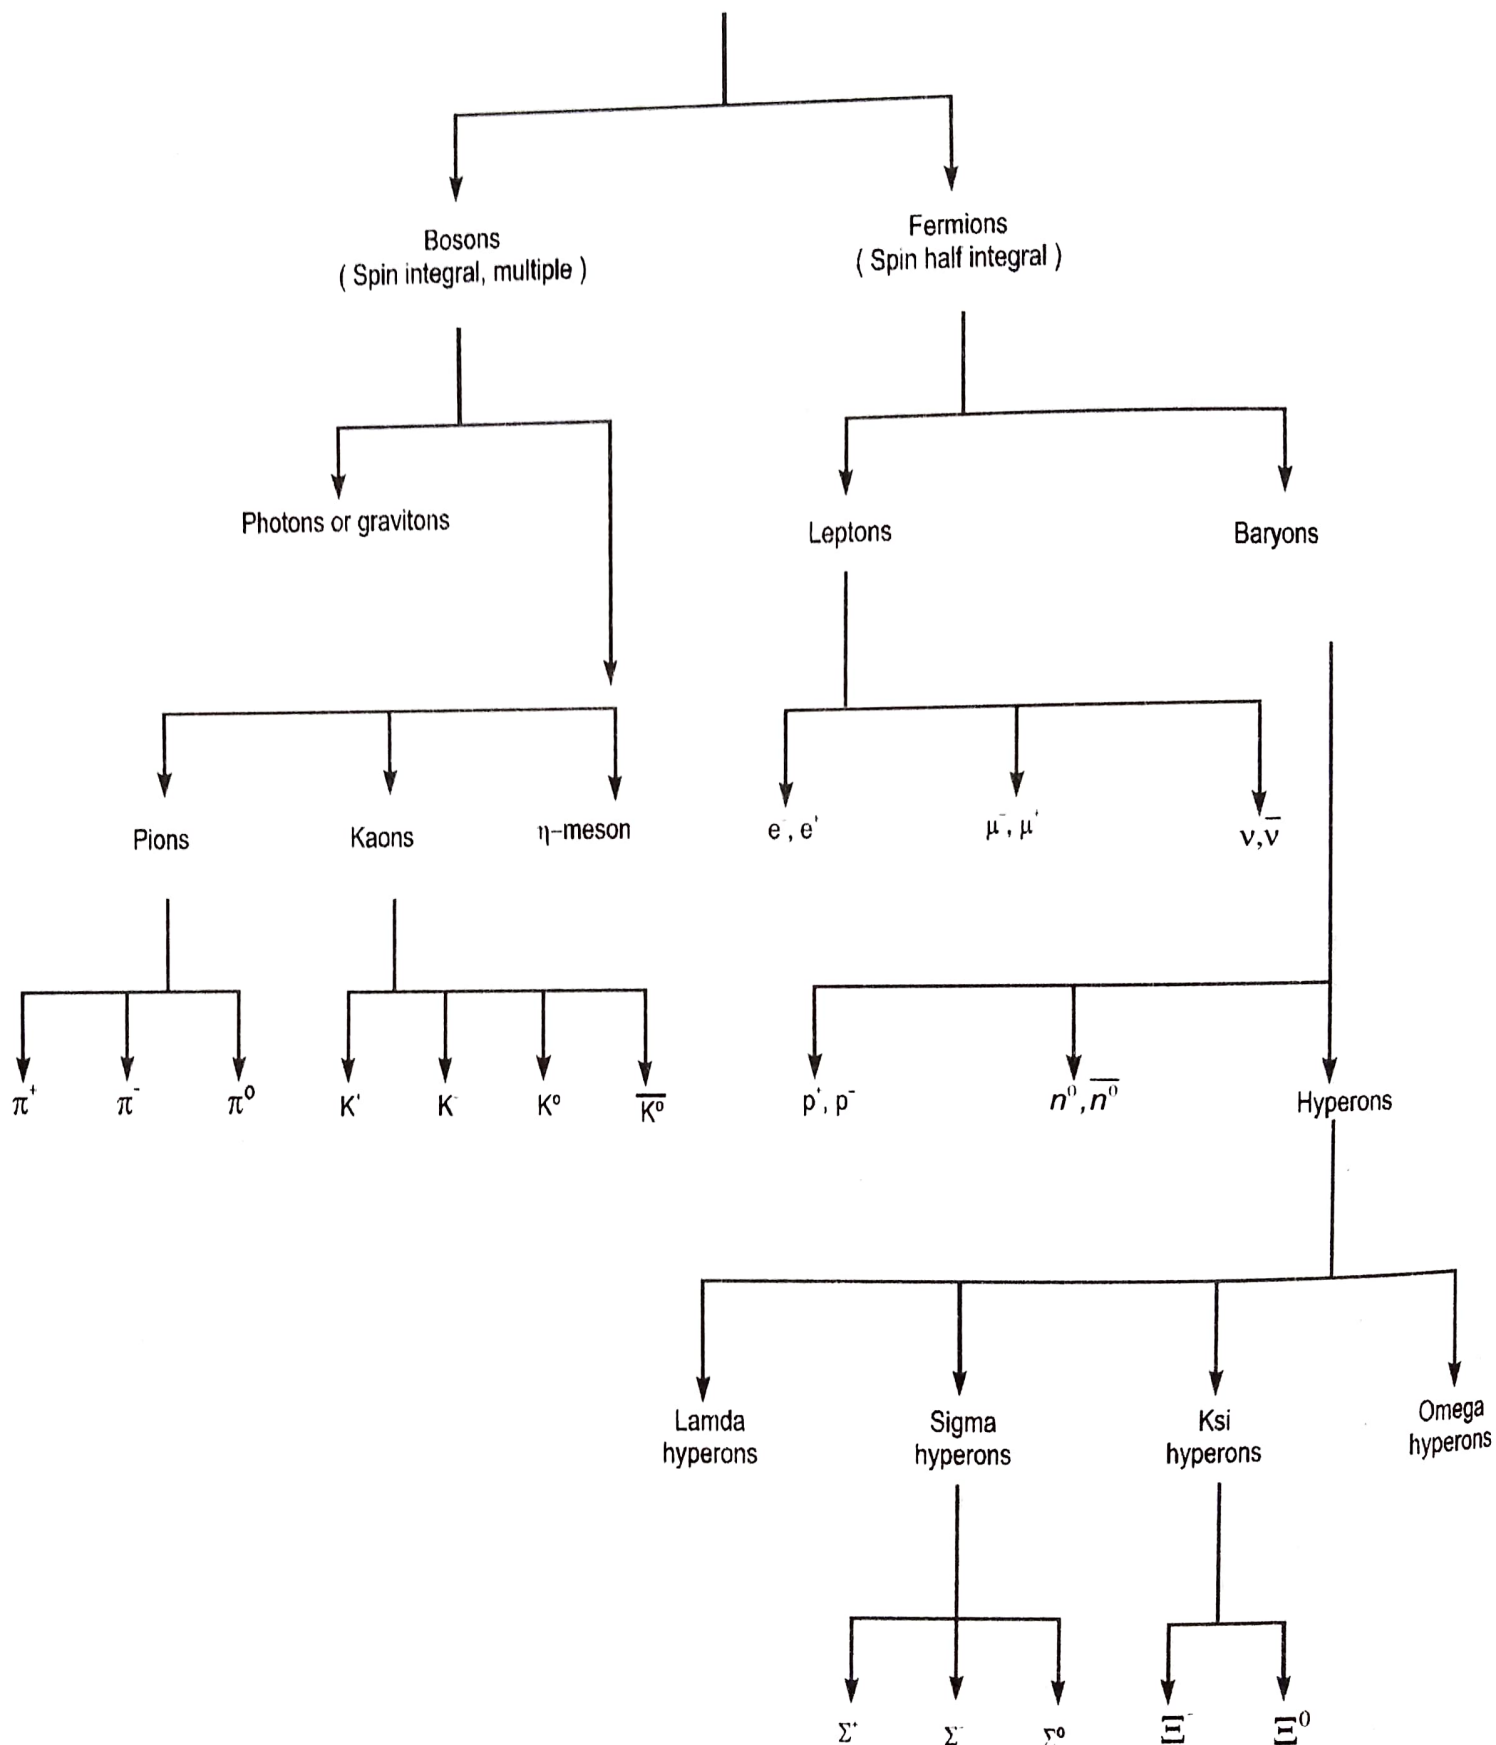 Bosons
( Spin integral, multiple )
Fermions
( Spin half integral )
Photons or gravitons
Leptons
Baryons
Pions
Kaons
η–meson
e⁻, e⁺
μ⁻, μ⁺
ν, ν̅
π⁺
π⁻
π⁰
K⁺
K⁻
K⁰
K̅⁰
p⁺, p⁻
n⁰, n̅⁰
Hyperons
Lamda
hyperons
Sigma
hyperons
Ksi
hyperons
Omega
hyperons
Σ⁺
Σ⁻
Σ⁰
Ξ⁻
Ξ⁰